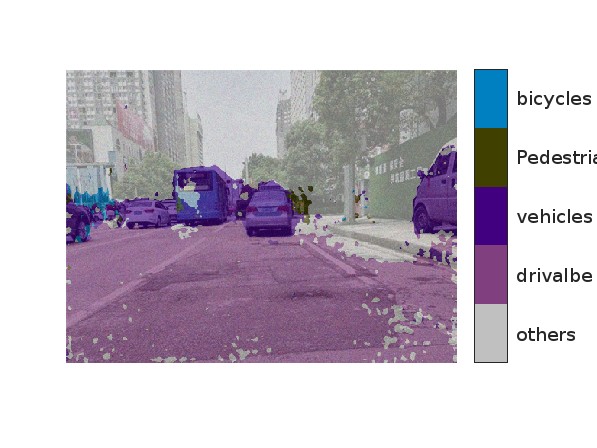 bicycles
Pedestria
vehicles
drivalbe
others